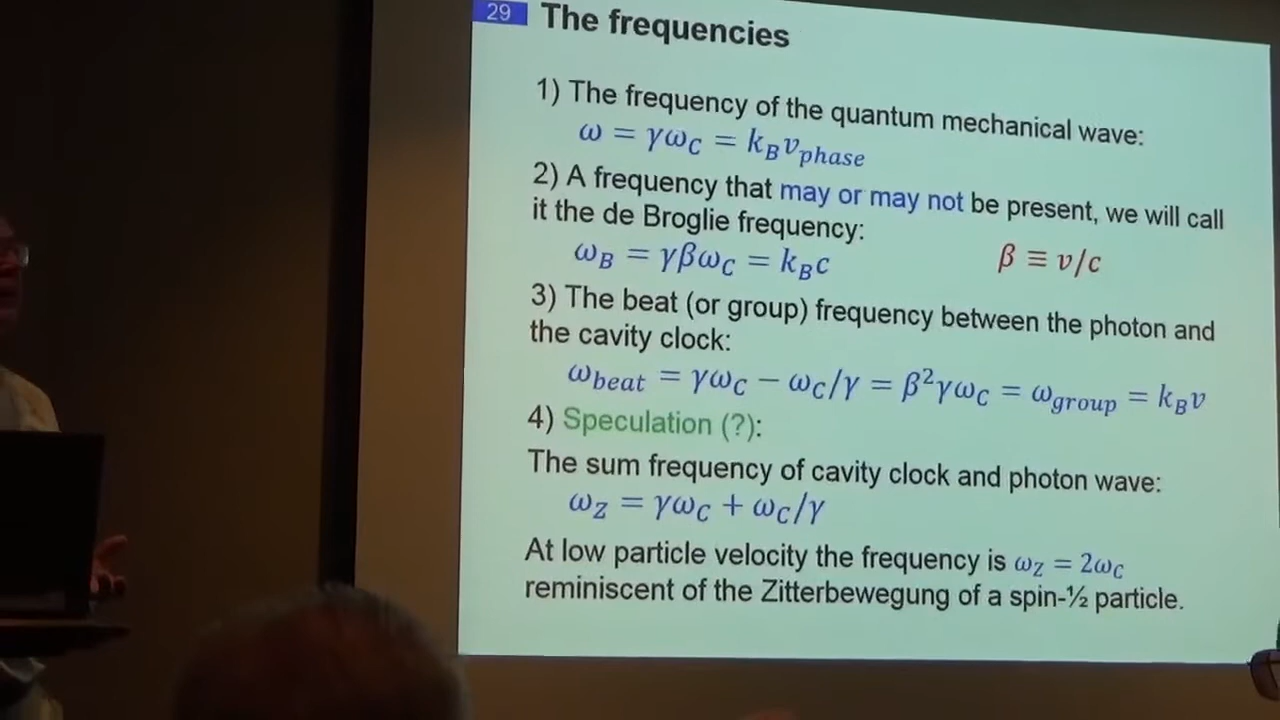 29 The frequencies
1) The frequency of the quantum mechanical wave:
ω = γω_C = k_B v_phase
2) A frequency that may or may not be present, we will call
it the de Broglie frequency:
ω_B = γβω_C = k_B c β ≡ v/c
3) The beat (or group) frequency between the photon and
the cavity clock:
ω_beat = γω_C − ω_C/γ = β²γω_C = ω_group = k_B v
4) Speculation (?):
The sum frequency of cavity clock and photon wave:
ω_Z = γω_C + ω_C/γ
At low particle velocity the frequency is ω_Z = 2ω_C
reminiscent of the Zitterbewegung of a spin-½ particle.